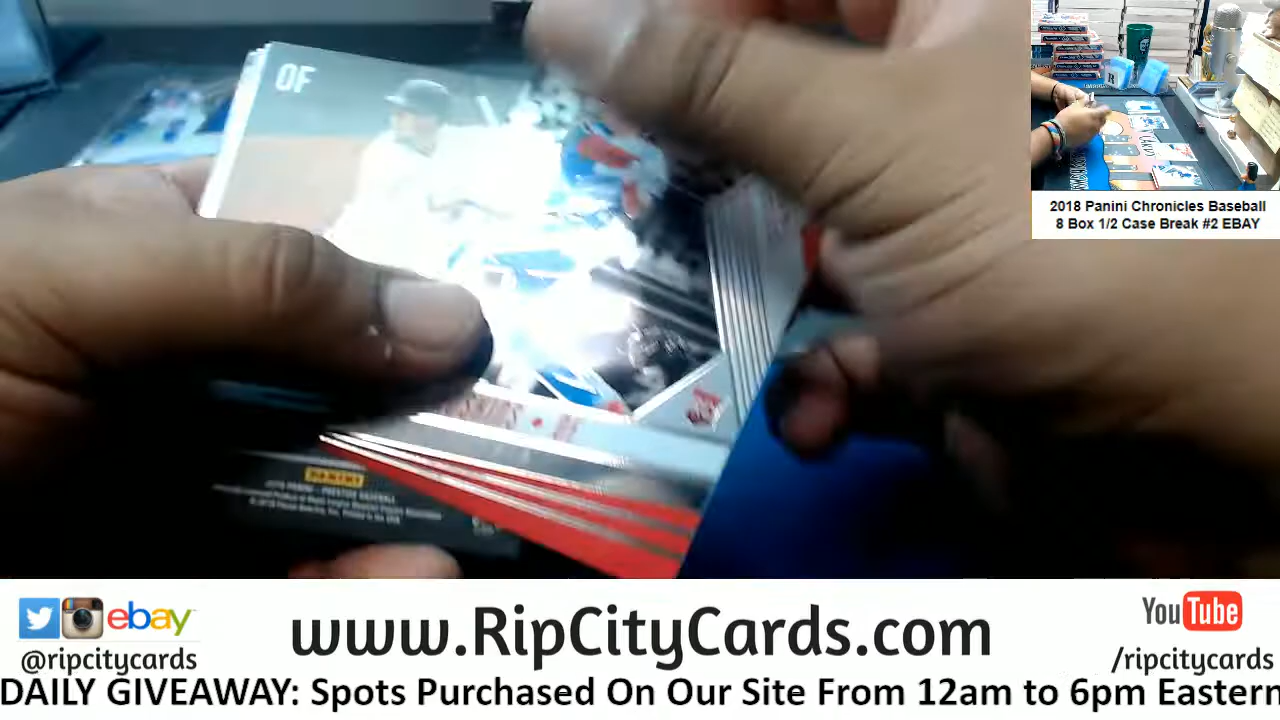 OF
PANINI
2018 Panini Chronicles Baseball
8 Box 1/2 Case Break #2 EBAY
ebay
@ripcitycards
www.RipCityCards.com
YouTube
/ripcitycards
DAILY GIVEAWAY: Spots Purchased On Our Site From 12am to 6pm Eastern